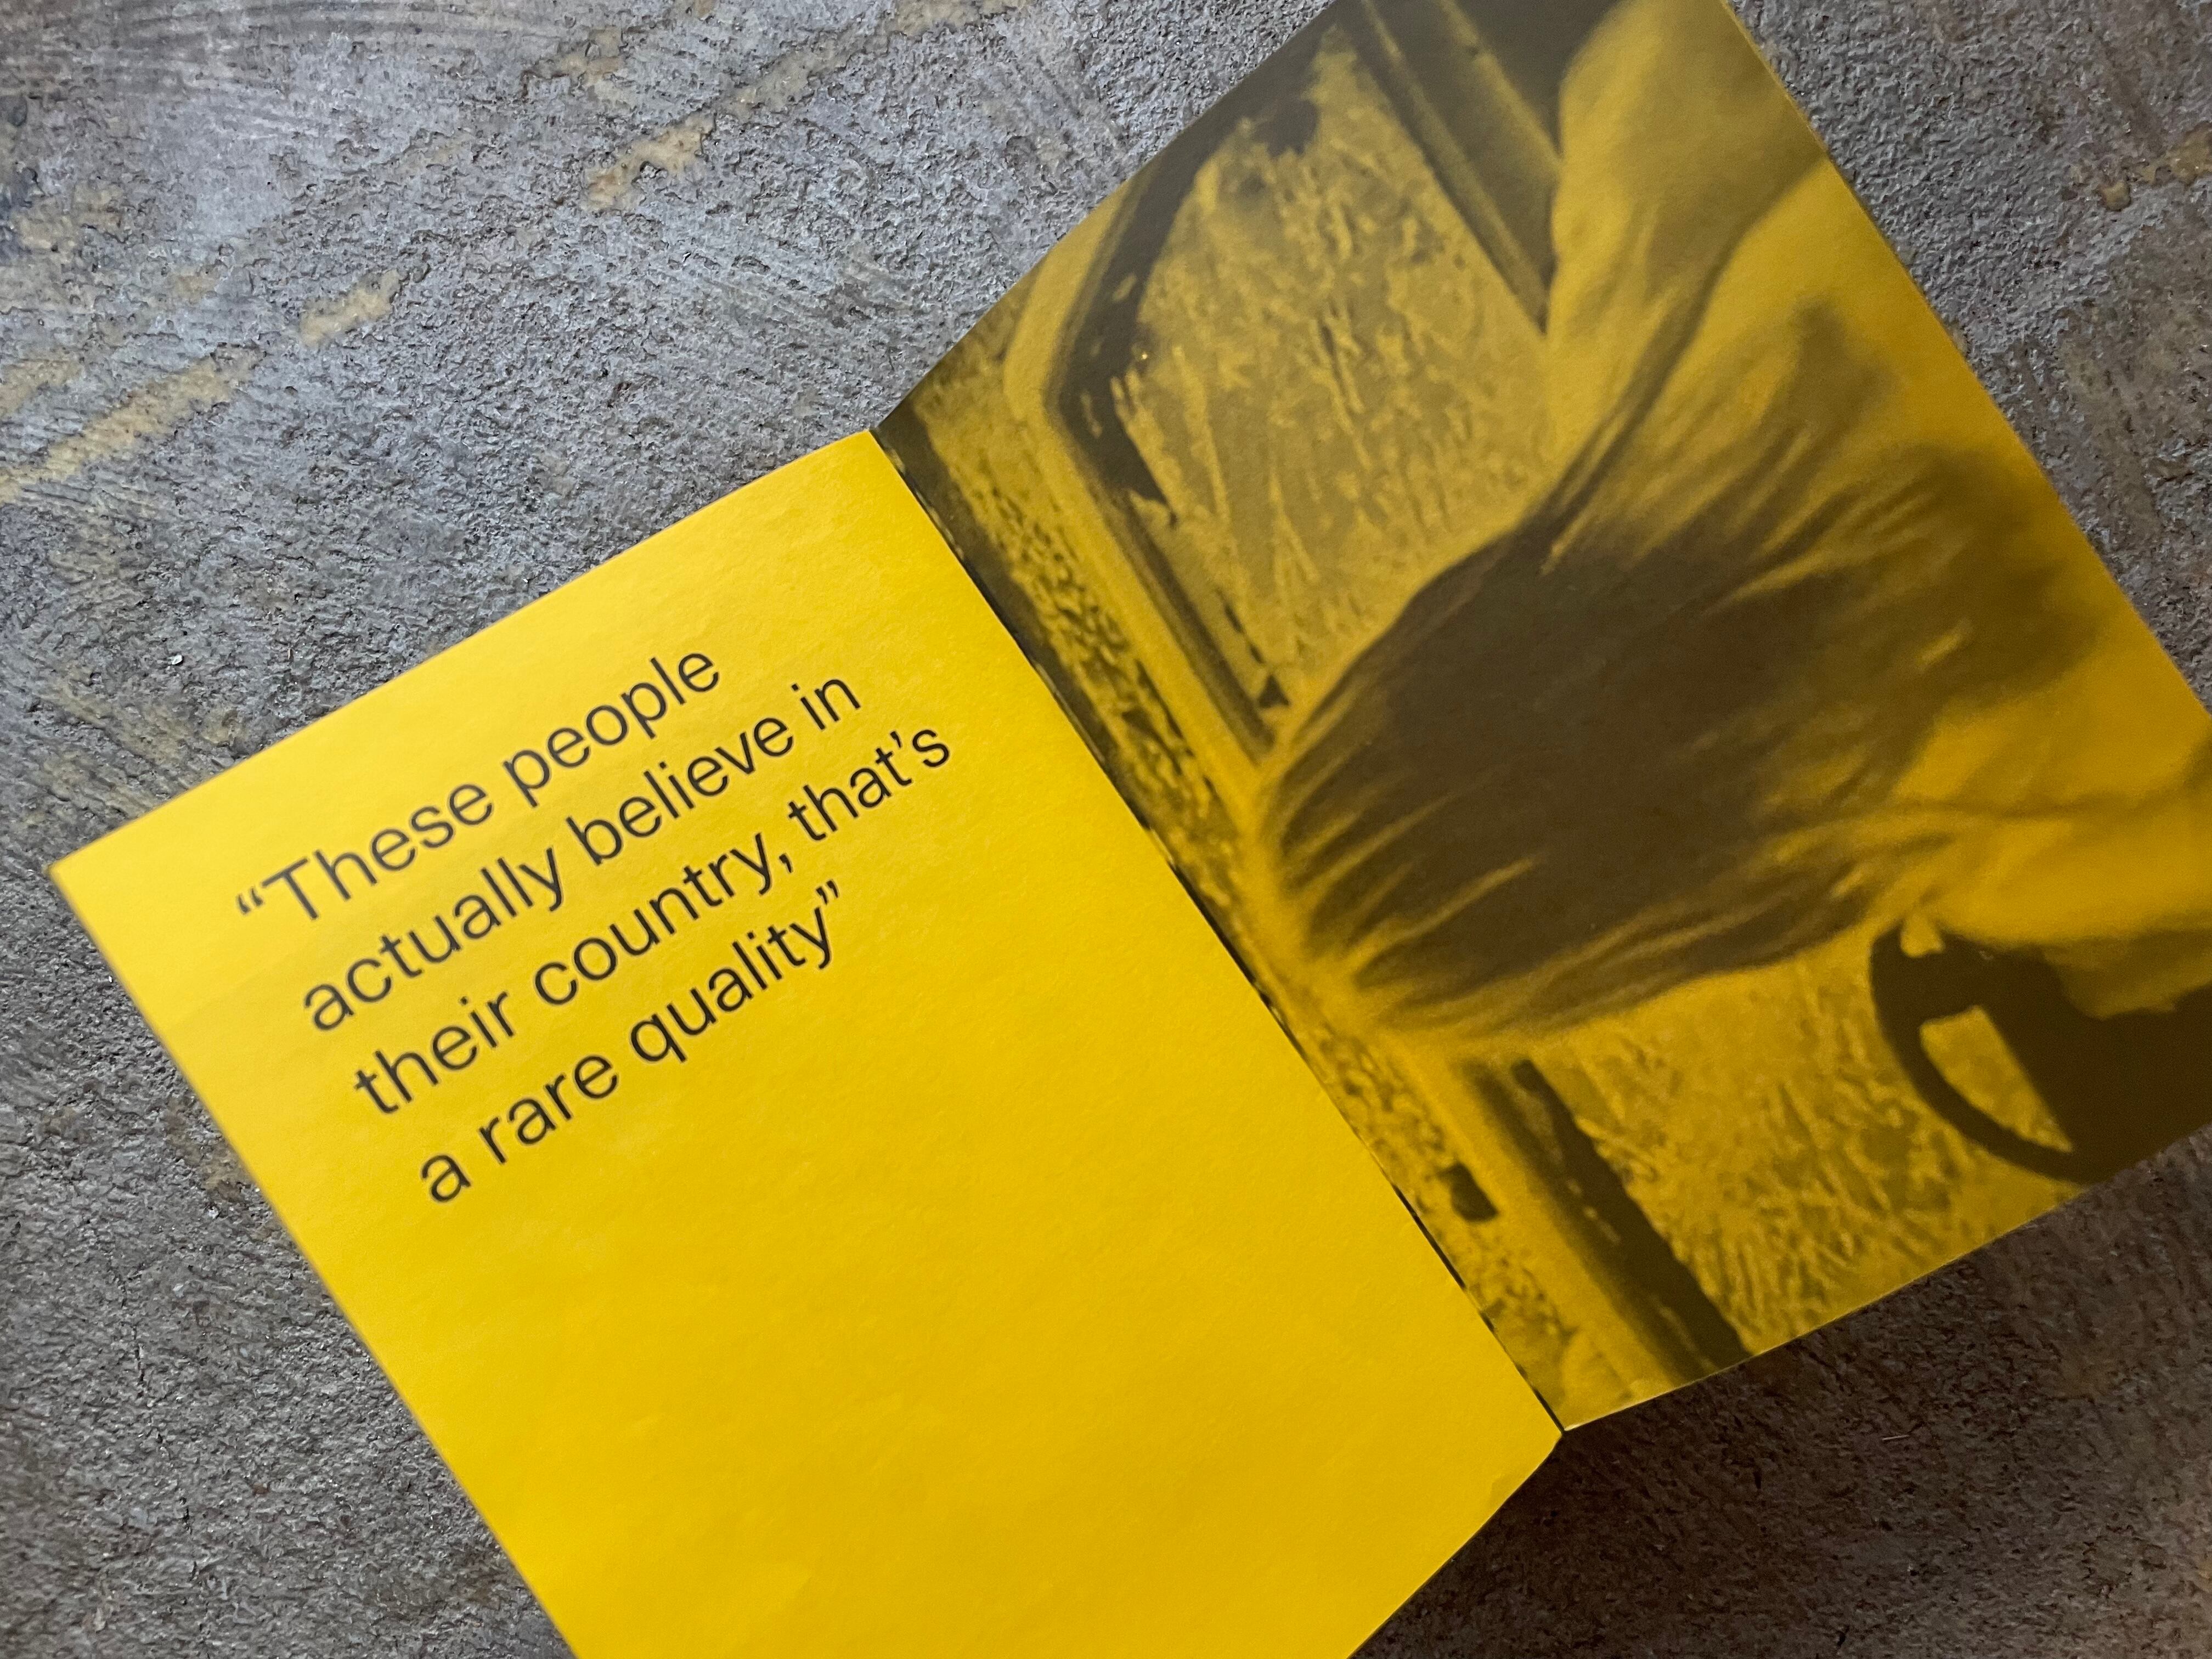 “These people
actually believe in
their country, that’s
a rare quality”